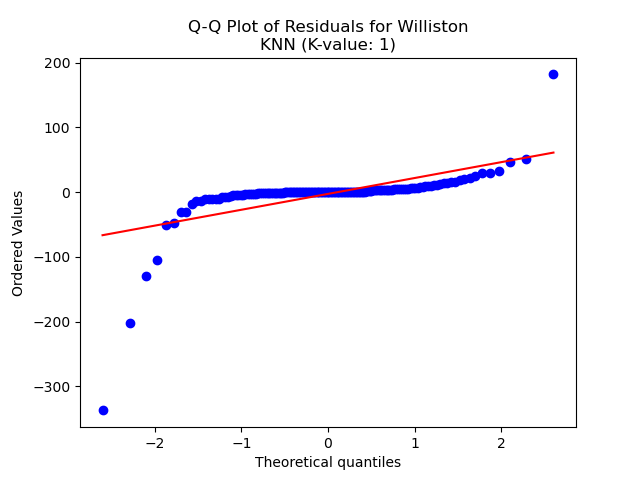 Q-Q Plot of Residuals for Williston
KNN (K-value: 1)
200
100
0
−100
−200
−300
Ordered Values
−2
−1
0
1
2
Theoretical quantiles